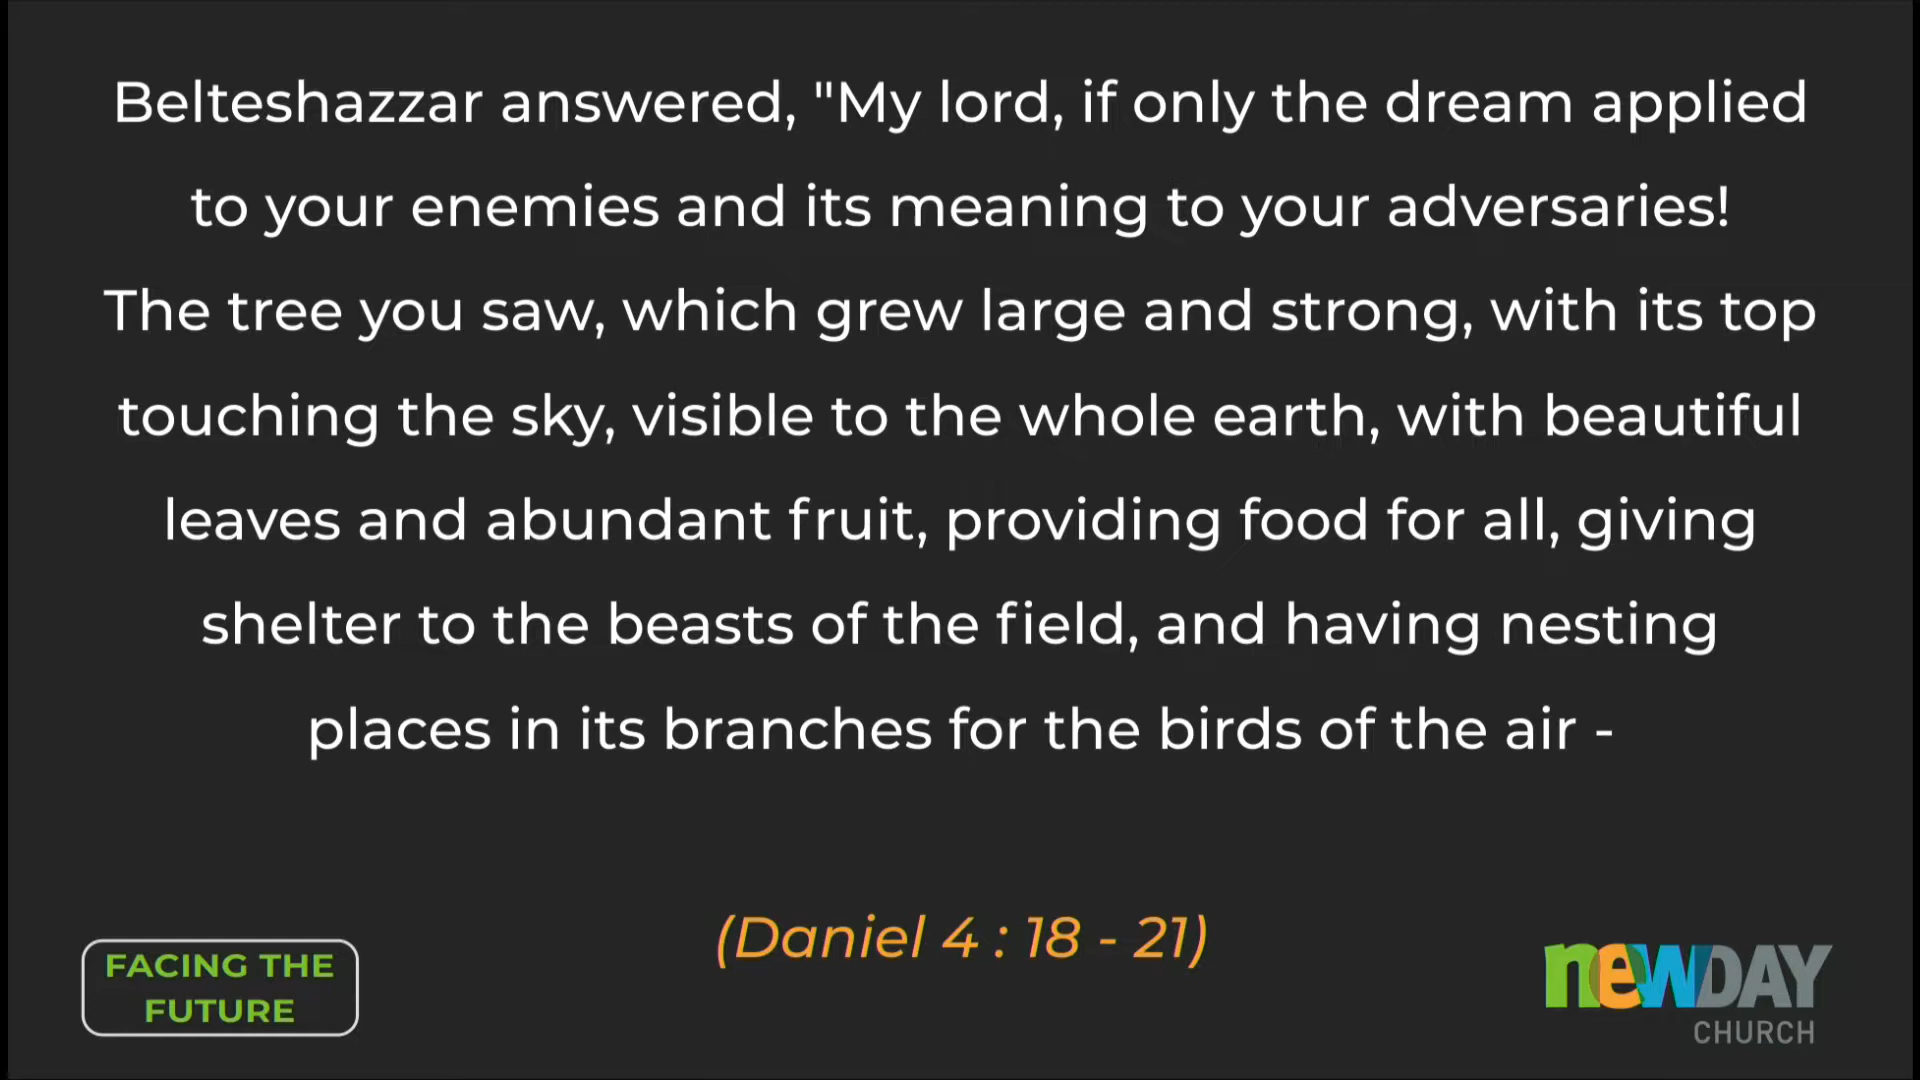 Belteshazzar answered, "My lord, if only the dream applied
to your enemies and its meaning to your adversaries!
The tree you saw, which grew large and strong, with its top
touching the sky, visible to the whole earth, with beautiful
leaves and abundant fruit, providing food for all, giving
shelter to the beasts of the field, and having nesting
places in its branches for the birds of the air -
(Daniel 4 : 18 - 21)
FACING THE
FUTURE
newDAY
CHURCH